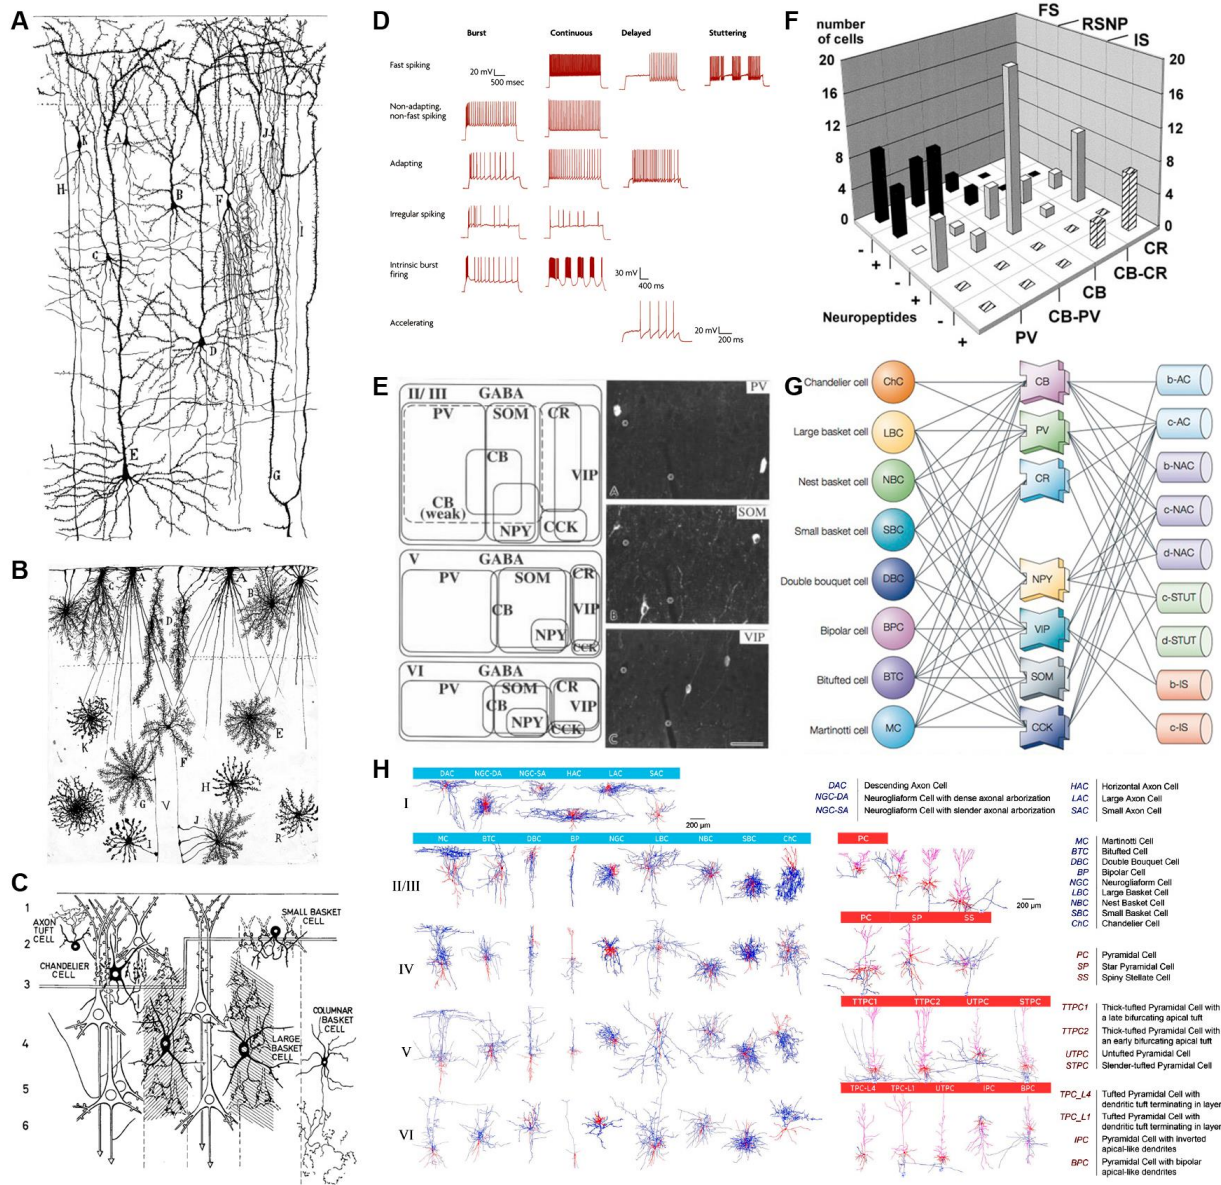 A
K
A
J
H
B
F
I
C
D
E
G
B
A
A
B
D
K
F
E
G
V
H
I
J
R
C
1
AXON
TUFT
CELL
SMALL BASKET
CELL
2
CHANDELIER
CELL
3
COLUMNAR
BASKET
CELL
4
LARGE
BASKET
CELL
5
6
D
Burst Continuous Delayed Stuttering
Fast spiking
20 mV
500 msec
Non-adapting,
non-fast spiking
Adapting
Irregular spiking
Intrinsic burst
firing
30 mV
400 ms
Accelerating
20 mV
200 ms
E
II/III GABA
PV SOM CR
CB
VIP
CB
(weak)
NPY CCK
V GABA
PV SOM CR
CB VIP
NPY
CCK
VI GABA
PV SOM CR
CB VIP
NPY
CCK
PV
A
SOM
B
VIP
C
F
number
of cells
FS
RSNP
IS
20 20
16 16
12 12
8 8
4 4
0 0
- + - + - + - +
Neuropeptides
CR
CB-CR
CB
CB-PV
PV
G
Chandelier cell ChC CB b-AC
Large basket cell LBC PV c-AC
Nest basket cell NBC CR b-NAC
Small basket cell SBC c-NAC
Double bouquet cell DBC NPY d-NAC
c-STUT
Bipolar cell BPC VIP d-STUT
Bitufted cell BTC SOM b-IS
Martinotti cell MC CCK c-IS
H
DAC NGC-DA NGC-SA HAC LAC SAC
I
200 μm
DAC Descending Axon Cell
NGC-DA Neurogliaform Cell with dense axonal arborization
NGC-SA Neurogliaform Cell with slender axonal arborization
HAC Horizontal Axon Cell
LAC Large Axon Cell
SAC Small Axon Cell
MC BTC DBC BP NGC LBC NBC SBC ChC
PC
II/III
200 μm
MC Martinotti Cell
BTC Bitufted Cell
DBC Double Bouquet Cell
BP Bipolar Cell
NGC Neurogliaform Cell
LBC Large Basket Cell
NBC Nest Basket Cell
SBC Small Basket Cell
ChC Chandelier Cell
PC SP SS
IV
PC Pyramidal Cell
SP Star Pyramidal Cell
SS Spiny Stellate Cell
TTPC1 TTPC2 UTPC STPC
V
TTPC1 Thick-tufted Pyramidal Cell with
a late bifurcating apical tuft
TTPC2 Thick-tufted Pyramidal Cell with
an early bifurcating apical tuft
UTPC Untufted Pyramidal Cell
STPC Slender-tufted Pyramidal Cell
TPC-L4 TPC-L1 UTPC IPC BPC
VI
TPC_L4 Tufted Pyramidal Cell with
dendritic tuft terminating in layer
TPC_L1 Tufted Pyramidal Cell with
dendritic tuft terminating in layer
IPC Pyramidal Cell with inverted
apical-like dendrites
BPC Pyramidal Cell with bipolar
apical-like dendrites